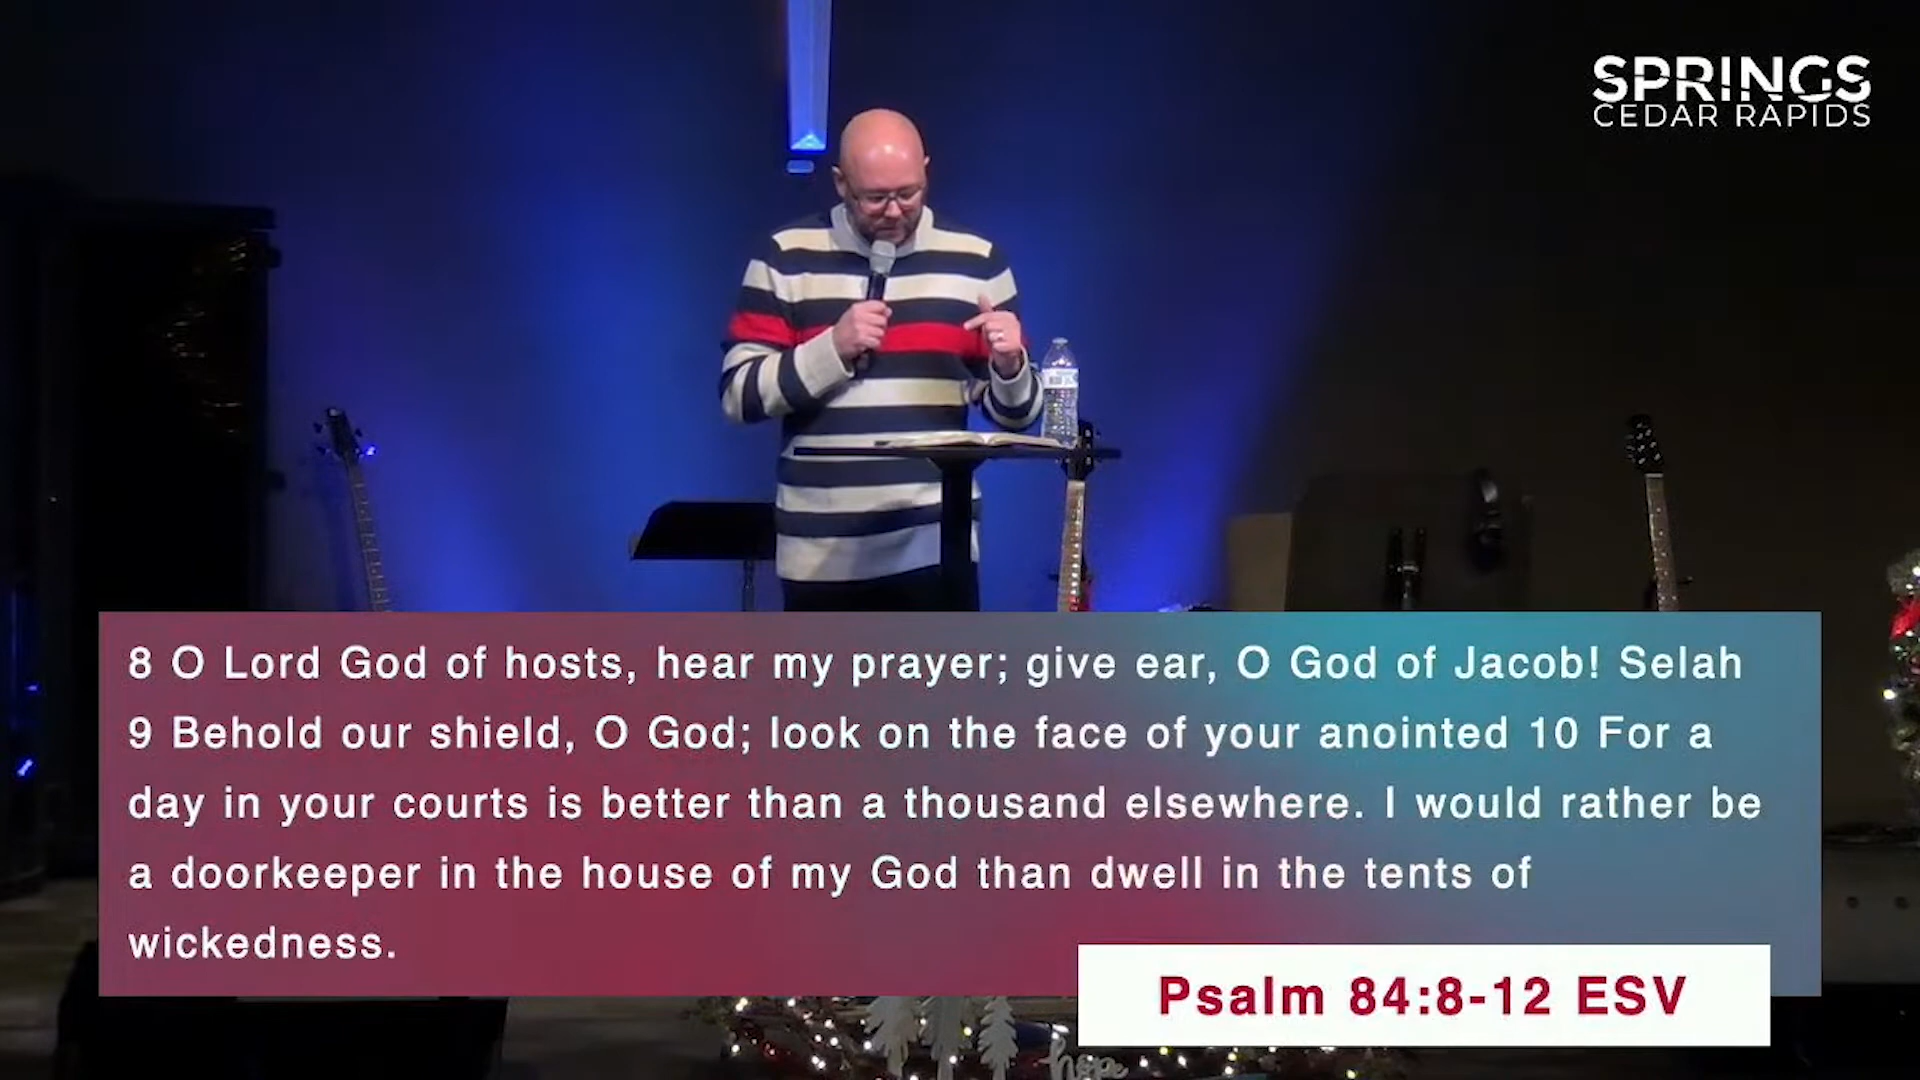 SPRINGS
CEDAR RAPIDS
8 O Lord God of hosts, hear my prayer; give ear, O God of Jacob! Selah
9 Behold our shield, O God; look on the face of your anointed 10 For a
day in your courts is better than a thousand elsewhere. I would rather be
a doorkeeper in the house of my God than dwell in the tents of
wickedness.
Psalm 84:8-12 ESV
hope